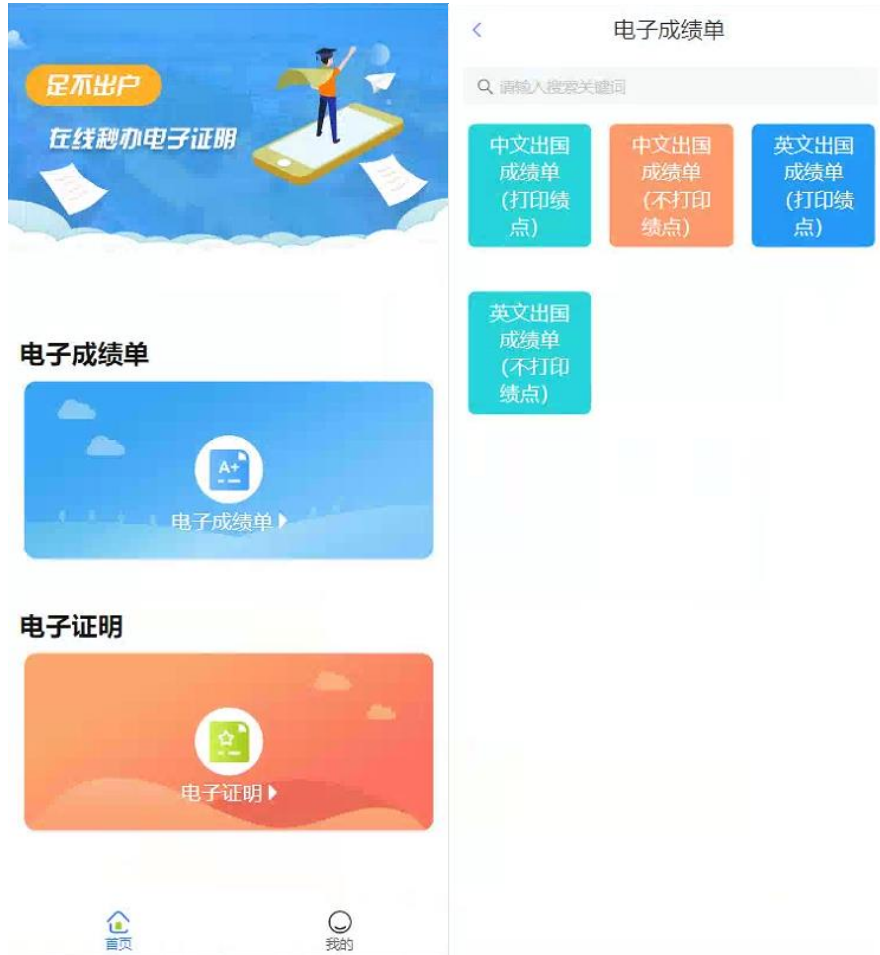 足不出户
在线秒办电子证明
电子成绩单
A+
电子成绩单
电子证明
电子证明
首页
我的
电子成绩单
请输入搜索关键词
中文出国
成绩单
(打印绩
点)
中文出国
成绩单
(不打印
绩点)
英文出国
成绩单
(打印绩
点)
英文出国
成绩单
(不打印
绩点)